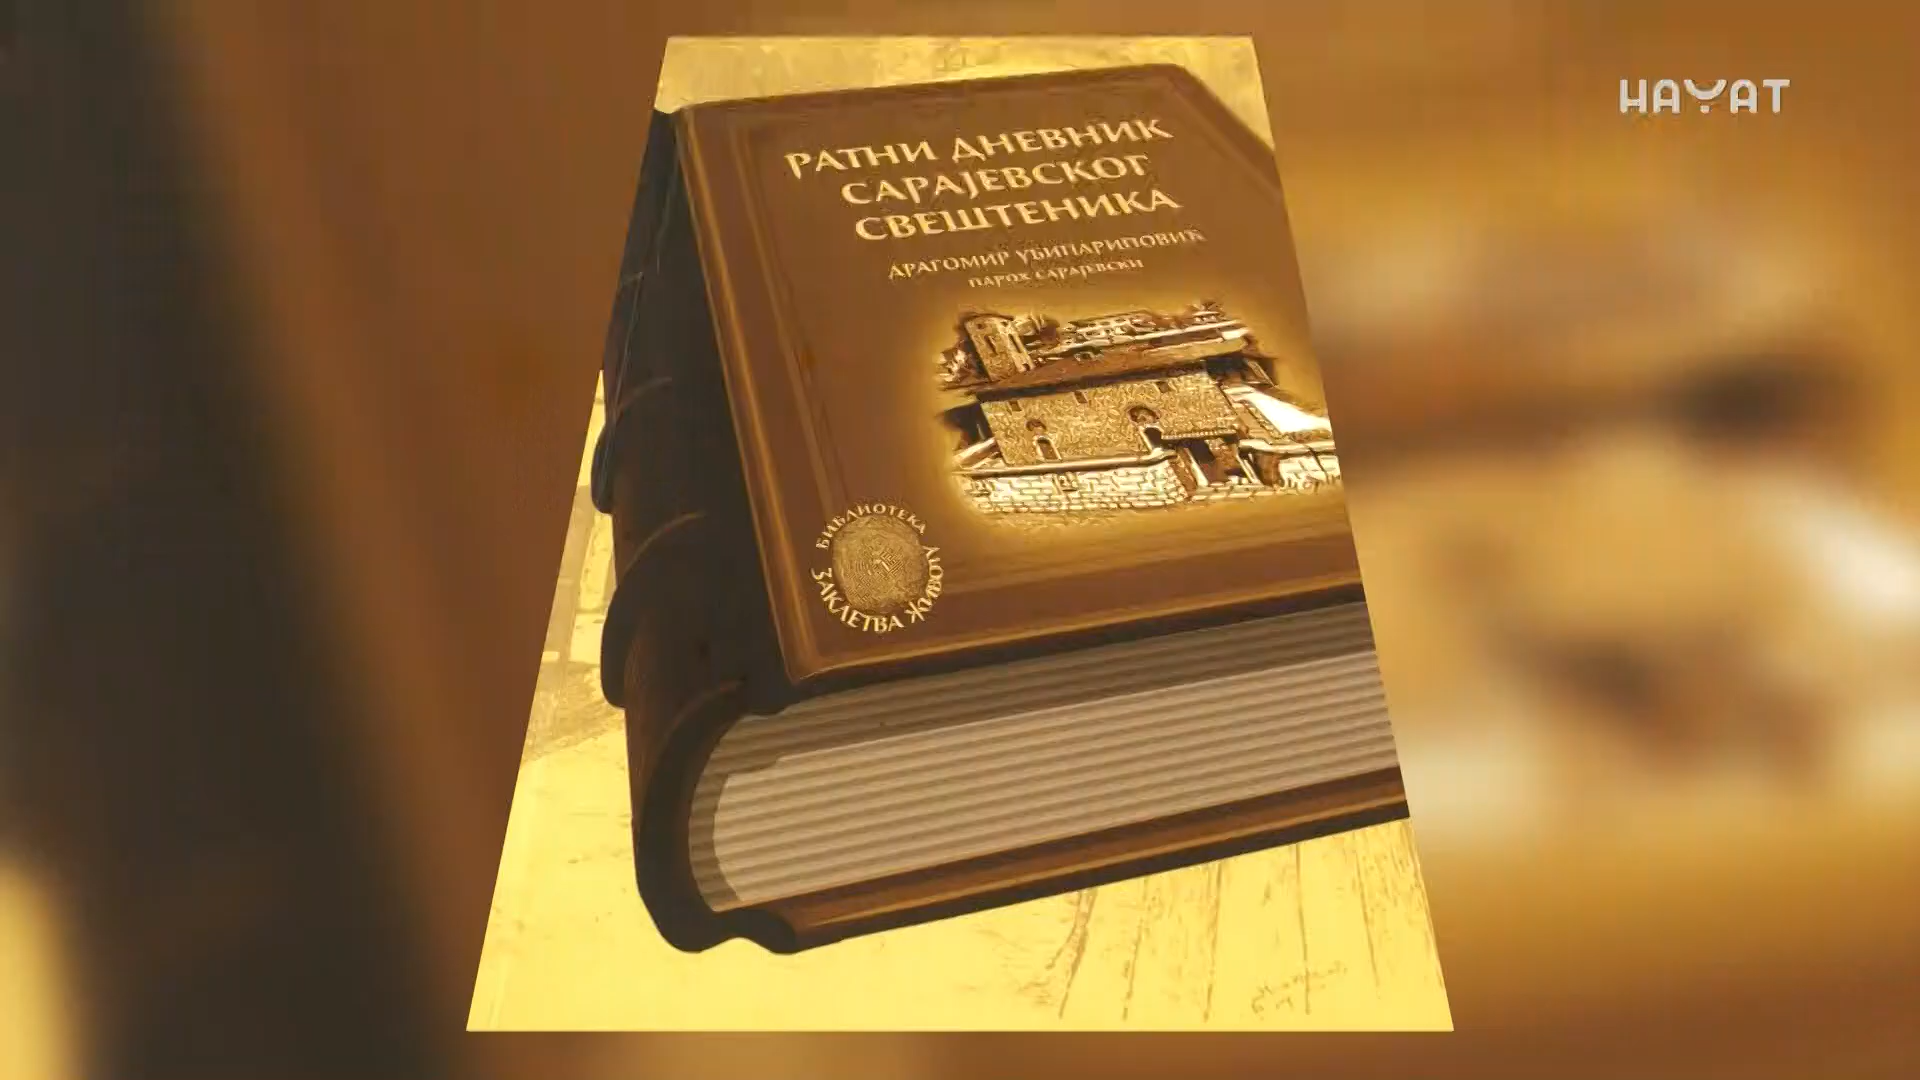 HAYAT
РАТНИ ДНЕВНИК
САРАЈЕВСКОГ
СВЕШТЕНИКА
ДРАГОМИР УБИПАРИПОВИЋ
ПАРОХ САРАЈЕВСКИ
БИБЛИОТЕКА
ЗАКЛЕТВА ЖИВОТУ